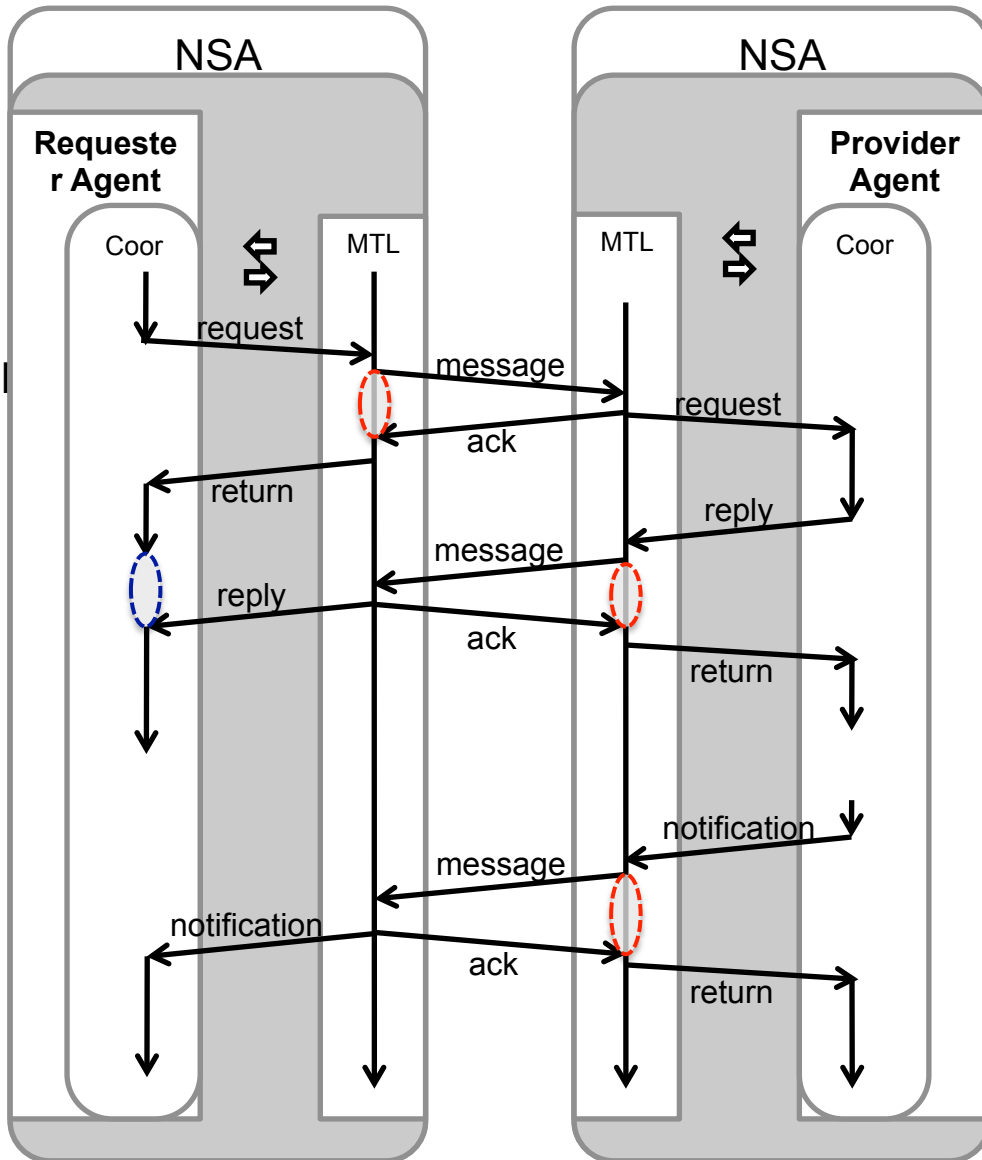 NSA
NSA
Requeste
r Agent
Provider
Agent
Coor
MTL
MTL
Coor
request
message
request
ack
return
reply
message
reply
ack
return
notification
message
notification
ack
return